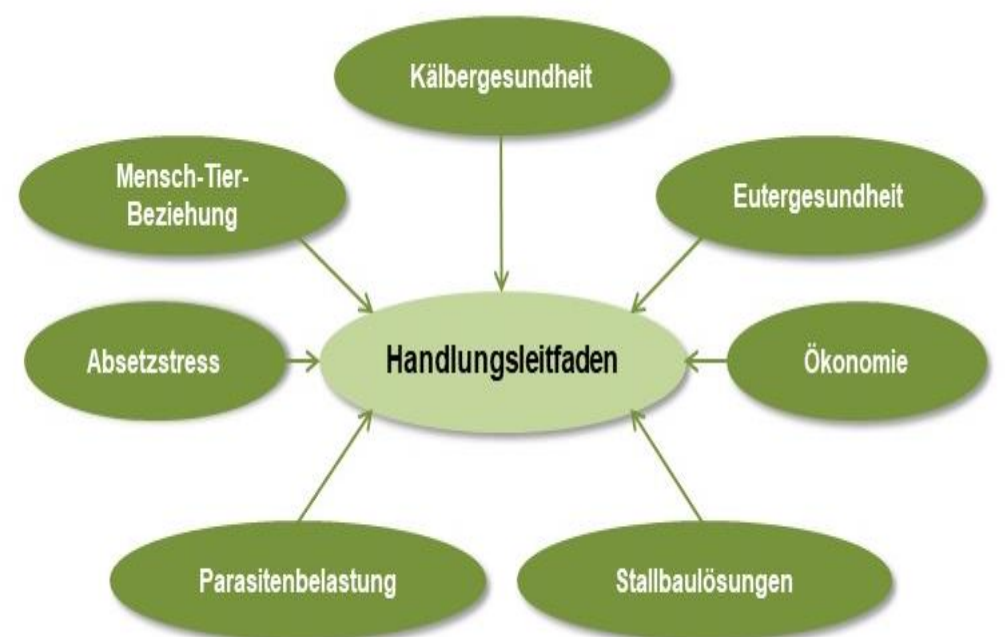 Kälbergesundheit
Mensch-Tier-
Beziehung
Eutergesundheit
Absetzstress
Handlungsleitfaden
Ökonomie
Parasitenbelastung
Stallbaulösungen